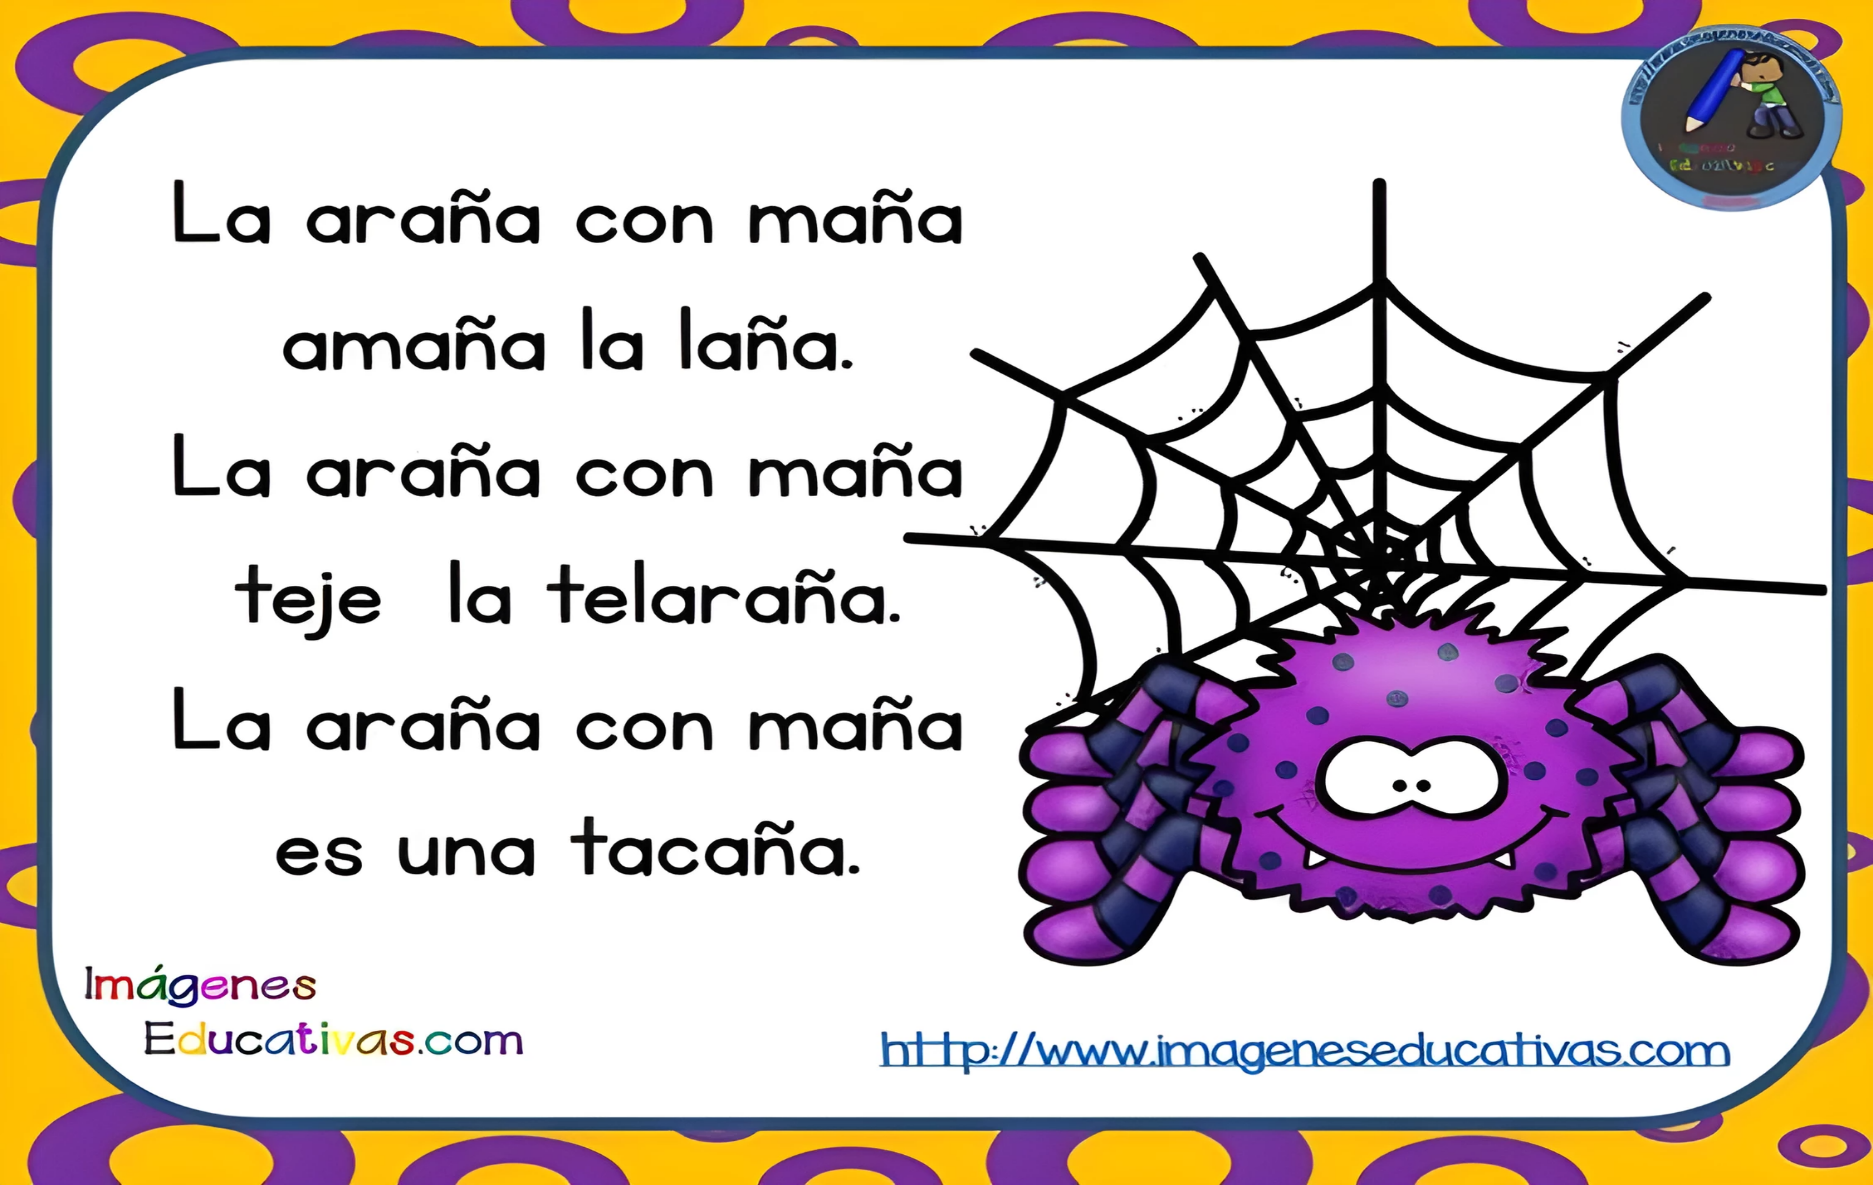 La araña con maña
amaña la laña.
La araña con maña
teje la telaraña.
La araña con maña
es una tacaña.
Imágenes
Educativas.com
http://www.imageneseducativas.com